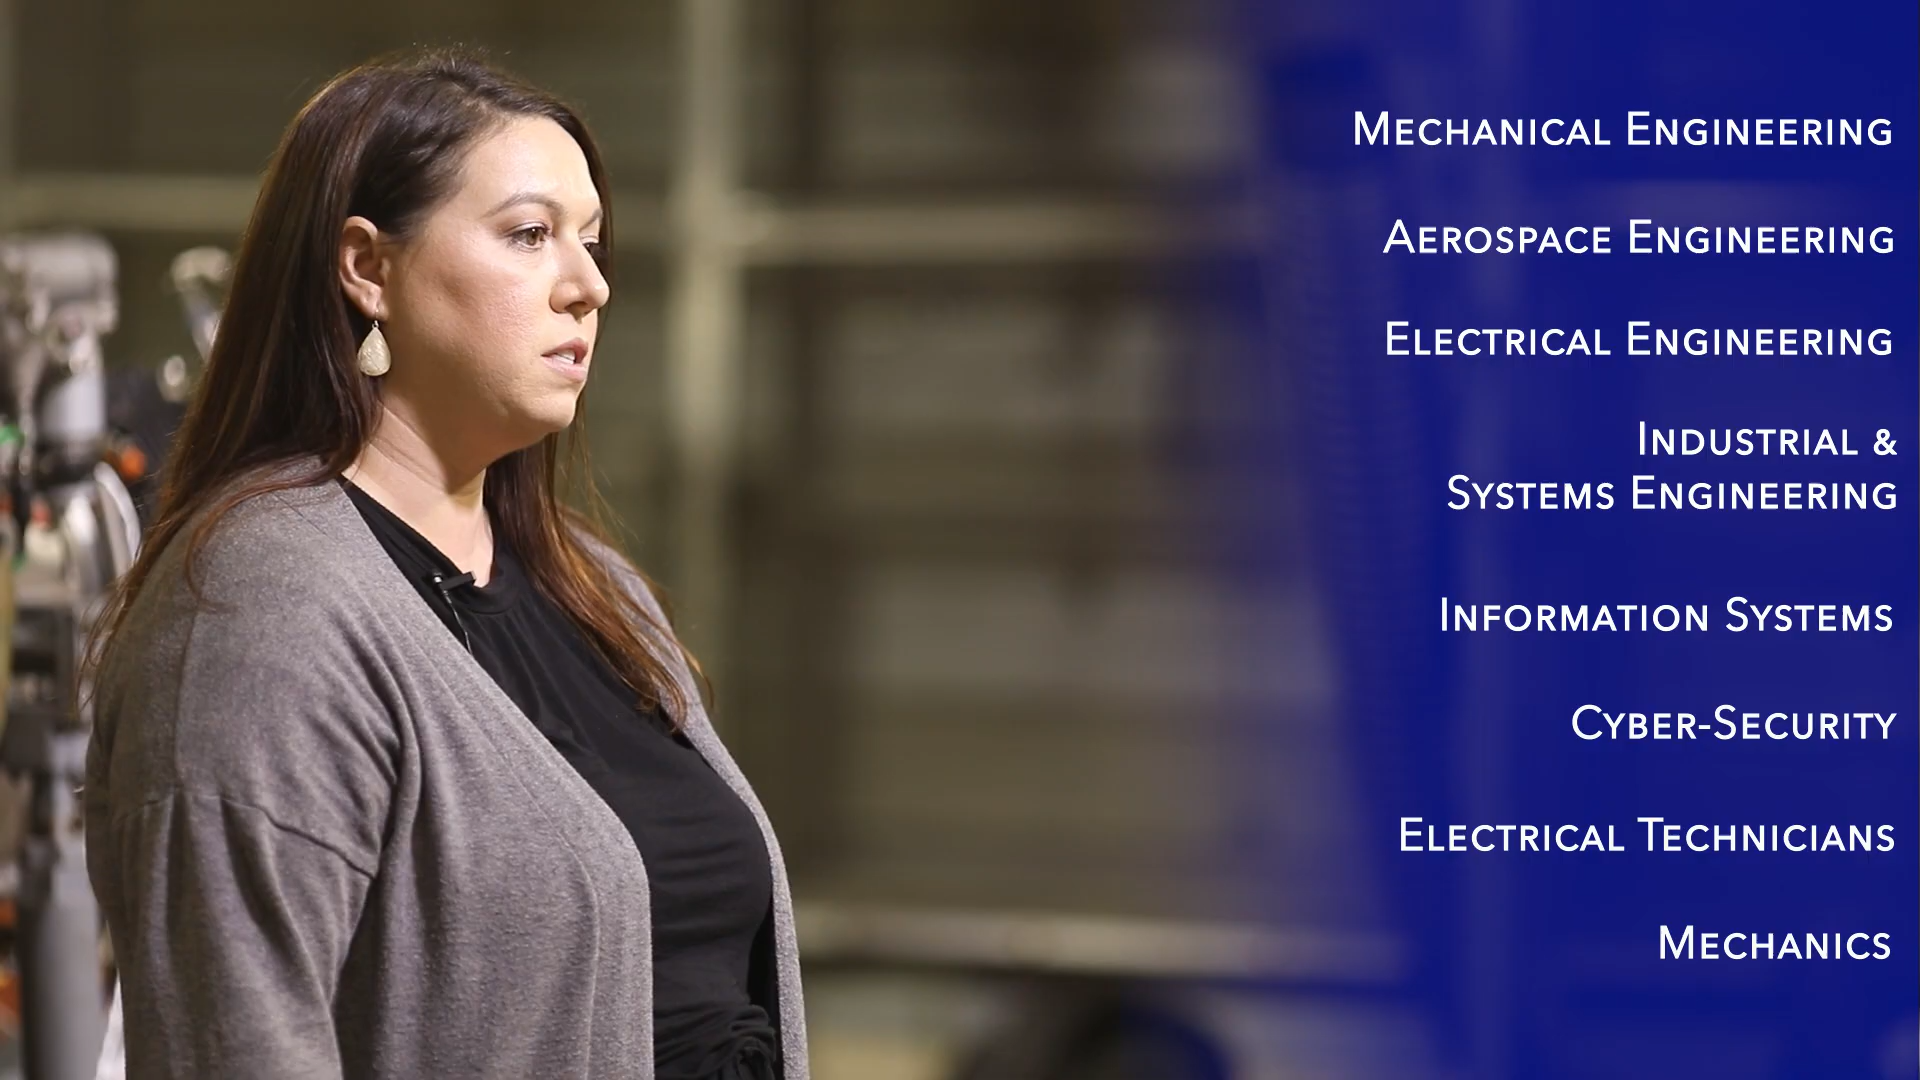 Mechanical Engineering
Aerospace Engineering
Electrical Engineering
Industrial &
Systems Engineering
Information Systems
Cyber-Security
Electrical Technicians
Mechanics